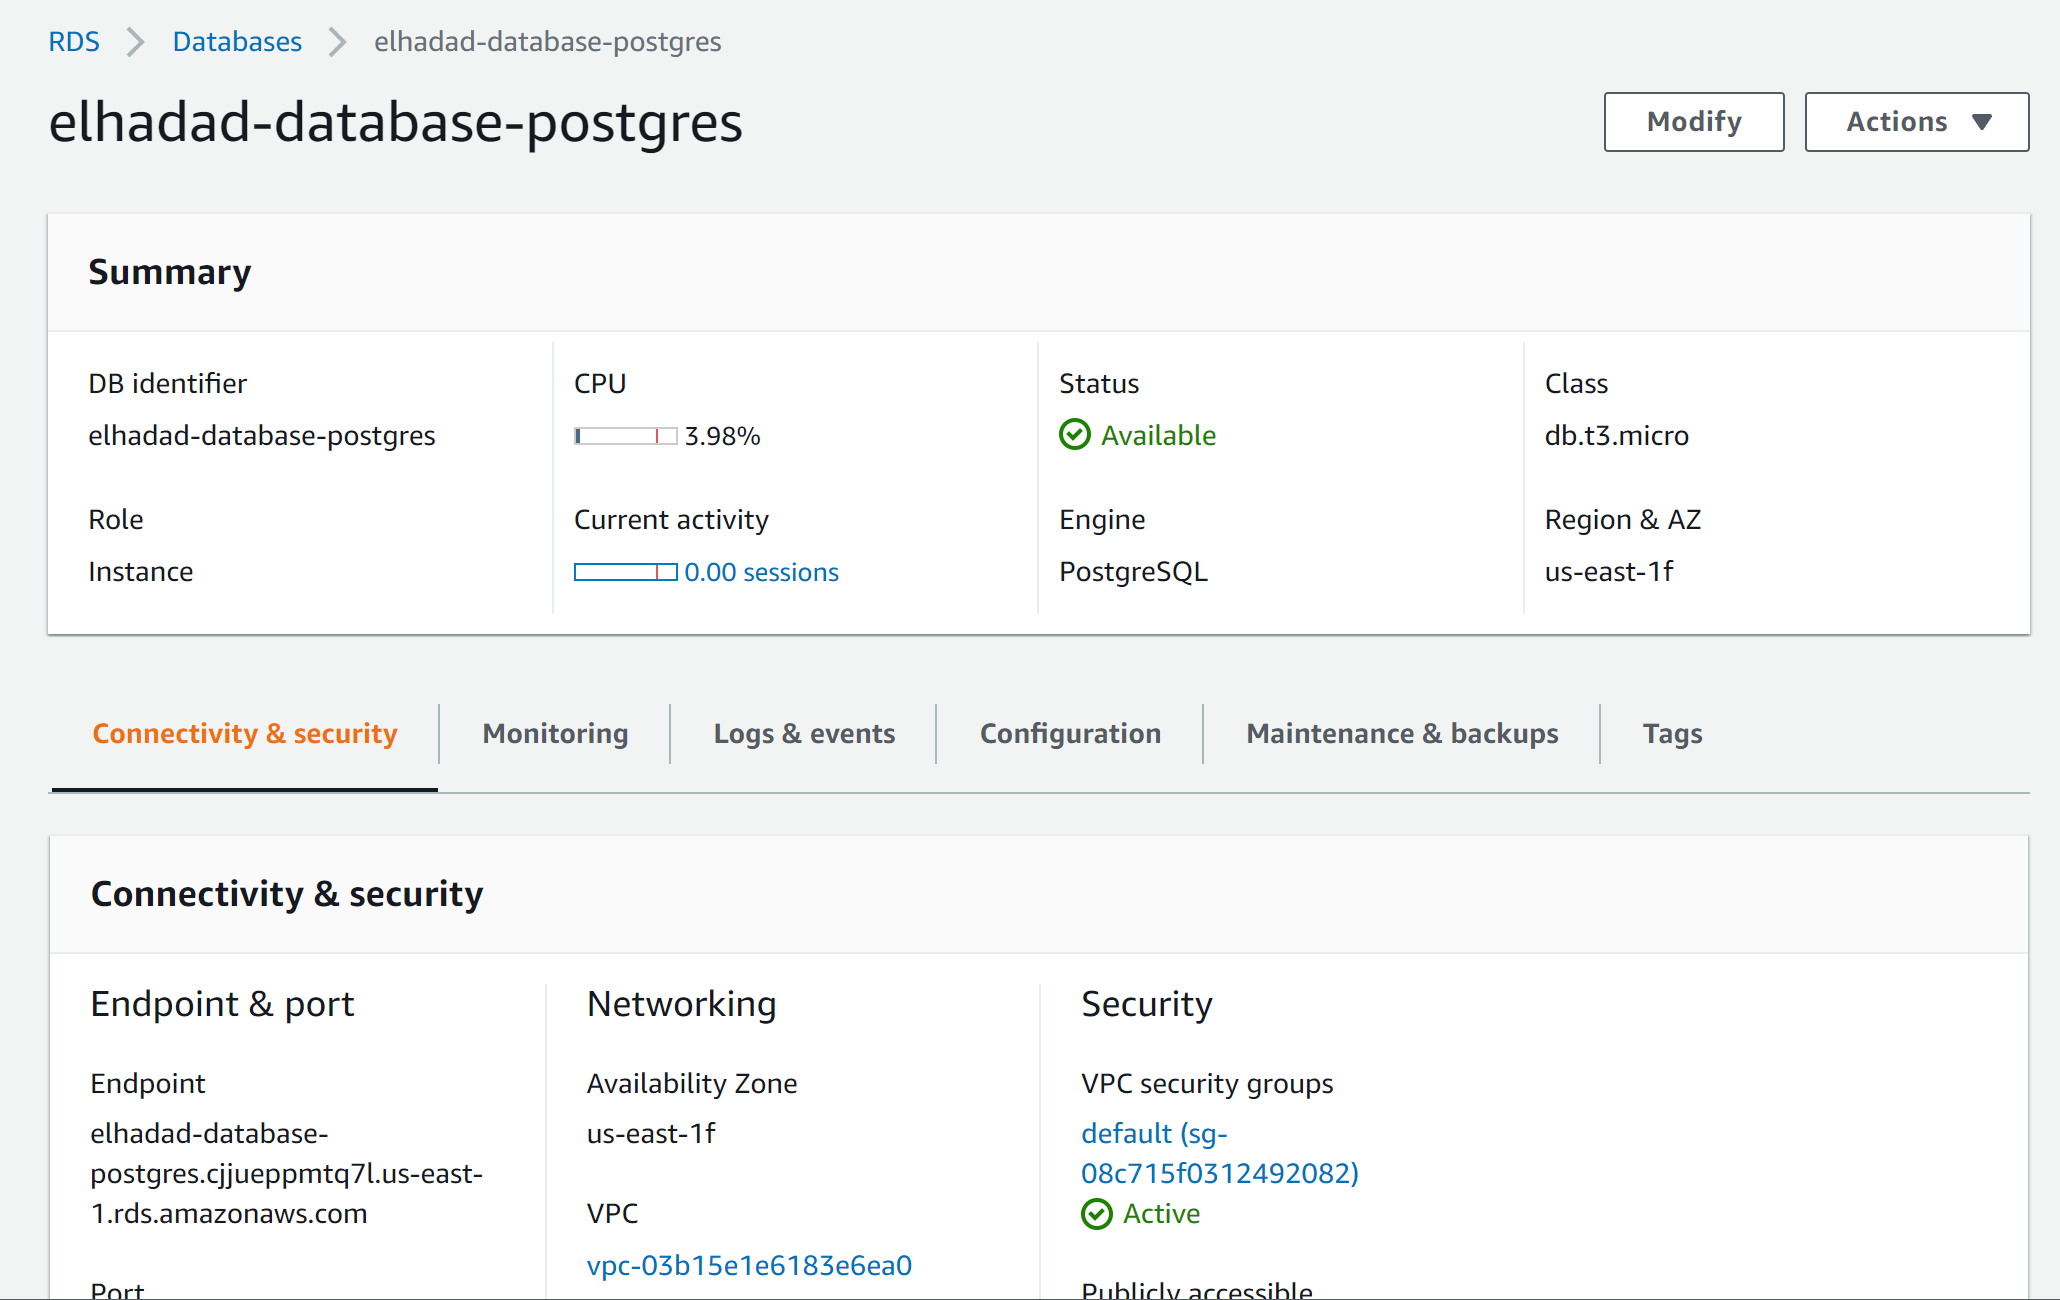 RDS > Databases > elhadad-database-postgres
elhadad-database-postgres
Modify
Actions
Summary
DB identifier
elhadad-database-postgres
Role
Instance
CPU
3.98%
Current activity
0.00 sessions
Status
Available
Engine
PostgreSQL
Class
db.t3.micro
Region & AZ
us-east-1f
Connectivity & security
Monitoring
Logs & events
Configuration
Maintenance & backups
Tags
Connectivity & security
Endpoint & port
Endpoint
elhadad-database-
postgres.cjjueppmtq7l.us-east-
1.rds.amazonaws.com
Port
Networking
Availability Zone
us-east-1f
VPC
vpc-03b15e1e6183e6ea0
Security
VPC security groups
default (sg-
08c715f0312492082)
Active
Publicly accessible